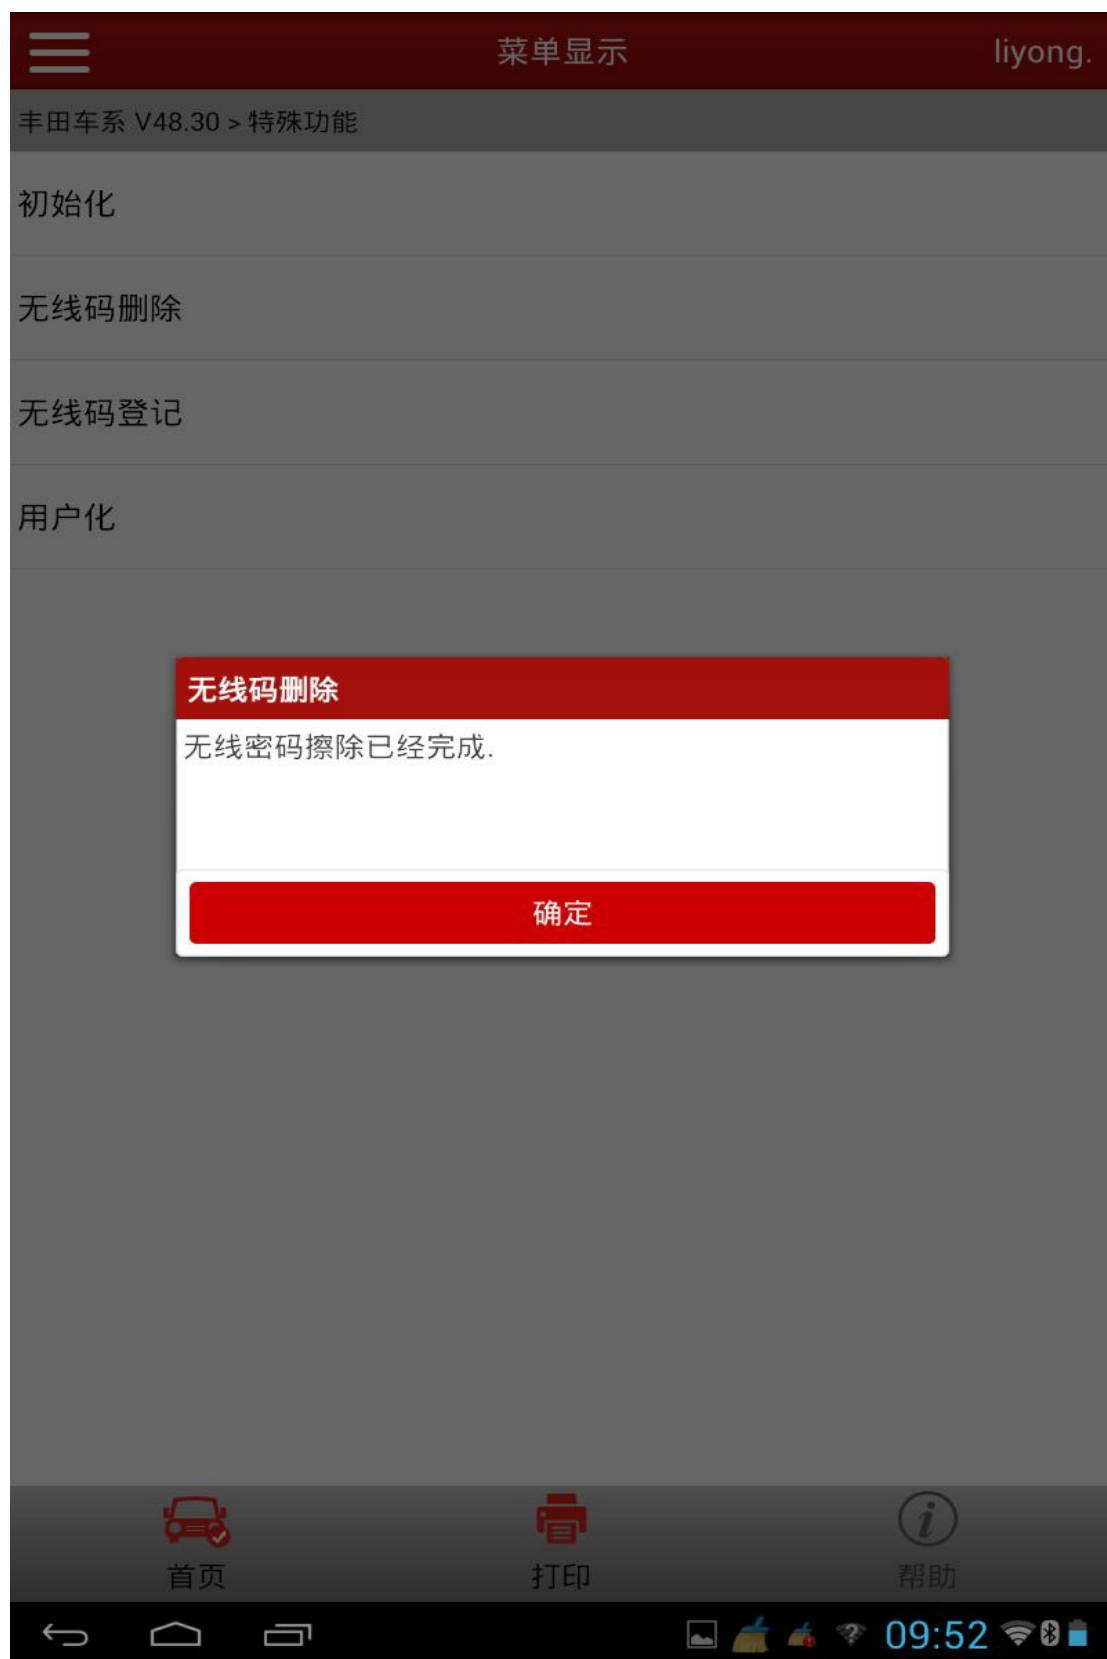 菜单显示
liyong.
丰田车系 V48.30 > 特殊功能
初始化
无线码删除
无线码登记
用户化
无线码删除
无线密码擦除已经完成.
确定
首页
打印
帮助
09:52